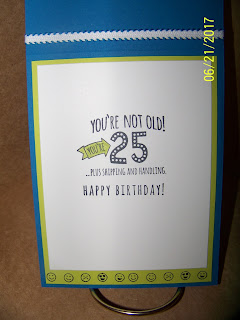 YOU'RE NOT OLD!
YOU'RE 25
...PLUS SHIPPING AND HANDLING.
HAPPY BIRTHDAY!
06/21/2017